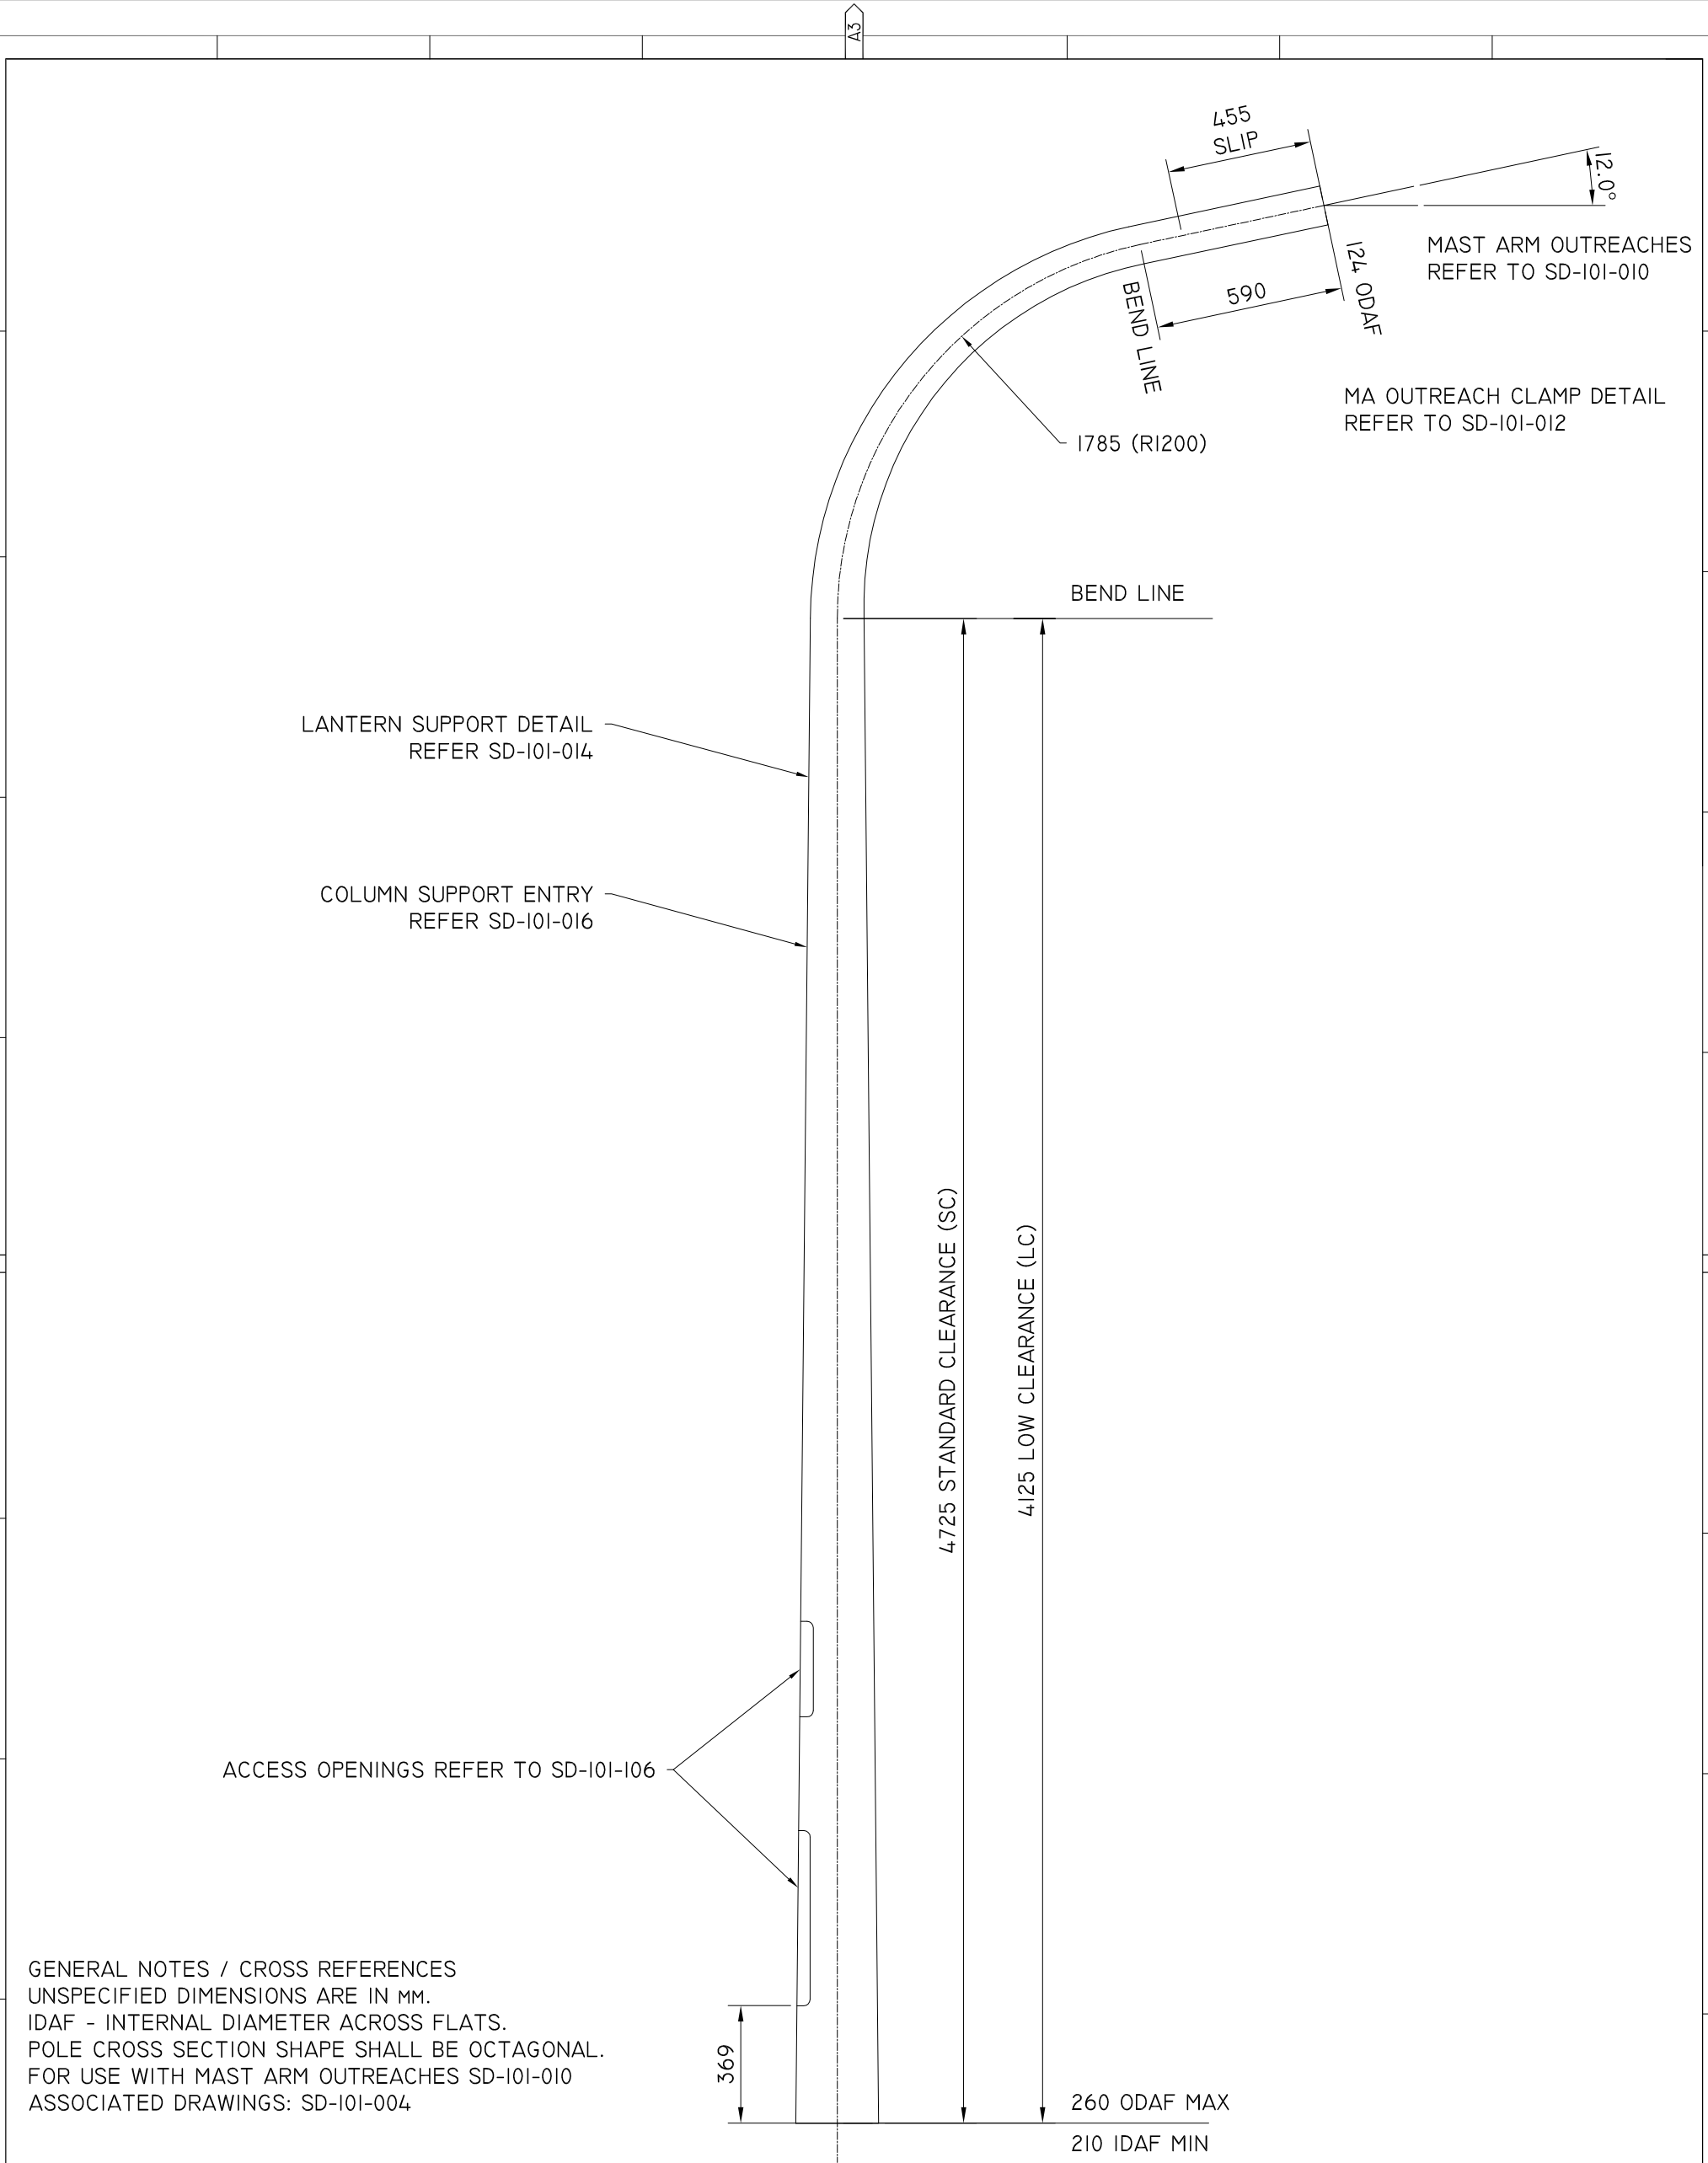 A3
455
SLIP
12.0°
MAST ARM OUTREACHES
REFER TO SD-101-010
124 ODAF
590
BEND LINE
MA OUTREACH CLAMP DETAIL
REFER TO SD-101-012
1785 (R1200)
BEND LINE
LANTERN SUPPORT DETAIL
REFER SD-101-014
COLUMN SUPPORT ENTRY
REFER SD-101-016
4725 STANDARD CLEARANCE (SC)
4125 LOW CLEARANCE (LC)
ACCESS OPENINGS REFER TO SD-101-106
GENERAL NOTES / CROSS REFERENCES
UNSPECIFIED DIMENSIONS ARE IN MM.
IDAF - INTERNAL DIAMETER ACROSS FLATS.
POLE CROSS SECTION SHAPE SHALL BE OCTAGONAL.
FOR USE WITH MAST ARM OUTREACHES SD-101-010
ASSOCIATED DRAWINGS: SD-101-004
369
260 ODAF MAX
210 IDAF MIN